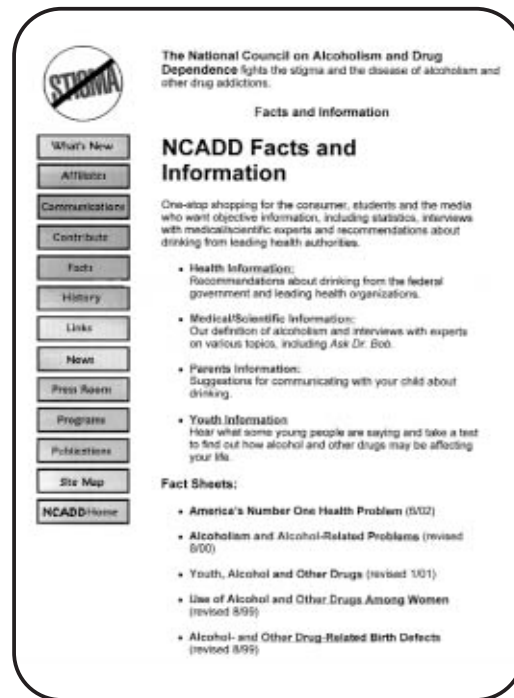 STIGMA
The National Council on Alcoholism and Drug
Dependence fights the stigma and the disease of alcoholism and
other drug addictions.
Facts and Information
What's New
Affiliates
Communications
Contribute
Facts
History
Links
News
Press Room
Programs
Publications
Site Map
NCADD Home
NCADD Facts and
Information
One-stop shopping for the consumer, students and the media
who want objective information, including statistics, interviews
with medical/scientific experts and recommendations about
drinking from leading health authorities.
• Health Information:
Recommendations about drinking from the federal
government and leading health organizations.
• Medical/Scientific Information:
Our definition of alcoholism and interviews with experts
on various topics, including Ask Dr. Bob.
• Parents Information:
Suggestions for communicating with your child about
drinking.
• Youth Information
Hear what some young people are saying and take a test
to find out how alcohol and other drugs may be affecting
your life.
Fact Sheets:
• America's Number One Health Problem (6/02)
• Alcoholism and Alcohol-Related Problems (revised
8/00)
• Youth, Alcohol and Other Drugs (revised 1/01)
• Use of Alcohol and Other Drugs Among Women
(revised 8/99)
• Alcohol- and Other Drug-Related Birth Defects
(revised 8/99)